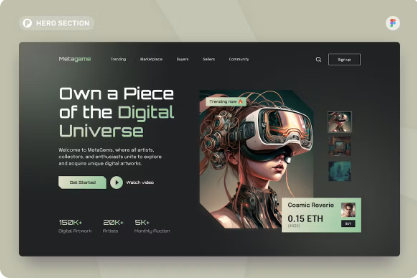 HERO SECTION
Metagame
Trending
Marketplace
Buyers
Sellers
Community
Sign up
Own a Piece
of the Digital
Universe
Welcome to MetaGems, where all artists,
collectors, and enthusiasts unite to explore
and acquire unique digital artworks.
Get Started
Watch video
150K+
20K+
5K+
Digital Artwork
Artists
Monthly Auction
Trending now
Cosmic Reverie
0.15 ETH